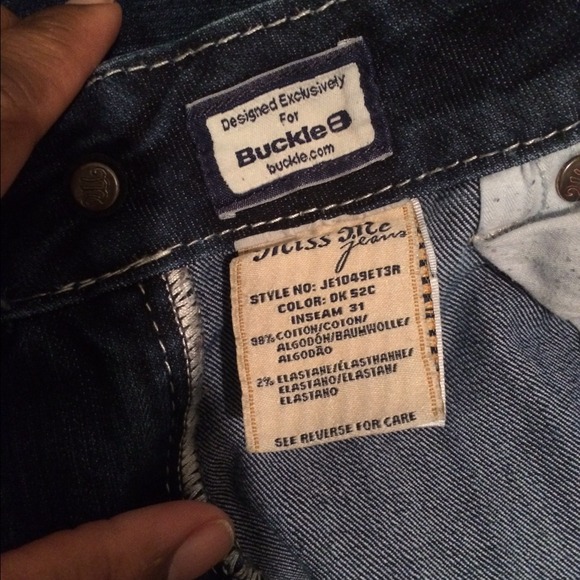 Designed Exclusively
For
Buckle B
buckle.com
Miss Me
jeans
STYLE NO: JE1049ET3R
COLOR: DK 52C
INSEAM 31
98% COTTON/COTON/
ALGODÓN/BAUMWOLLE/
ALGODÃO
2% ELASTANE/ÉLASTHANNE/
ELASTANO/ELASTAN/
ELASTANO
SEE REVERSE FOR CARE